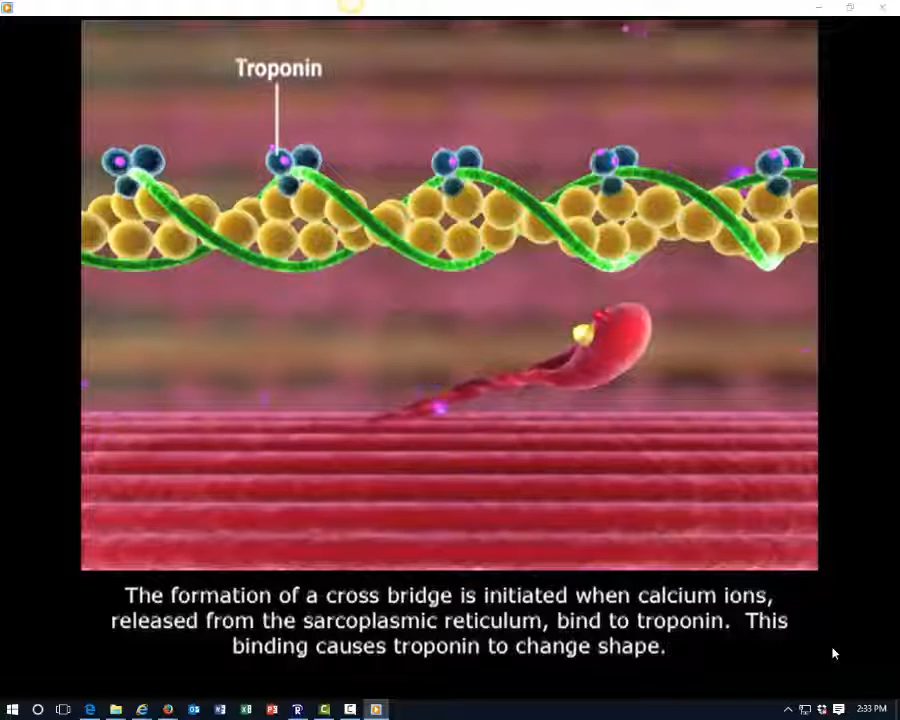 Troponin
The formation of a cross bridge is initiated when calcium ions,
released from the sarcoplasmic reticulum, bind to troponin.  This
binding causes troponin to change shape.
2:33 PM